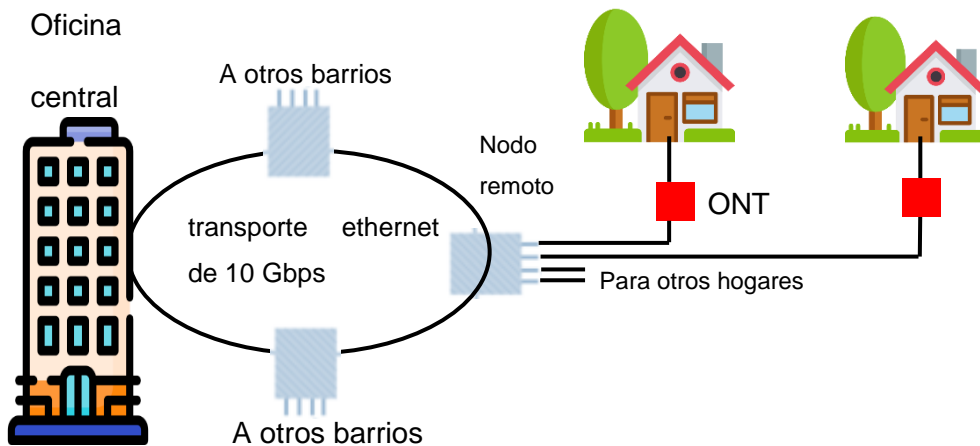 Oficina
central
A otros barrios
transporte ethernet
de 10 Gbps
A otros barrios
Nodo
remoto
ONT
Para otros hogares